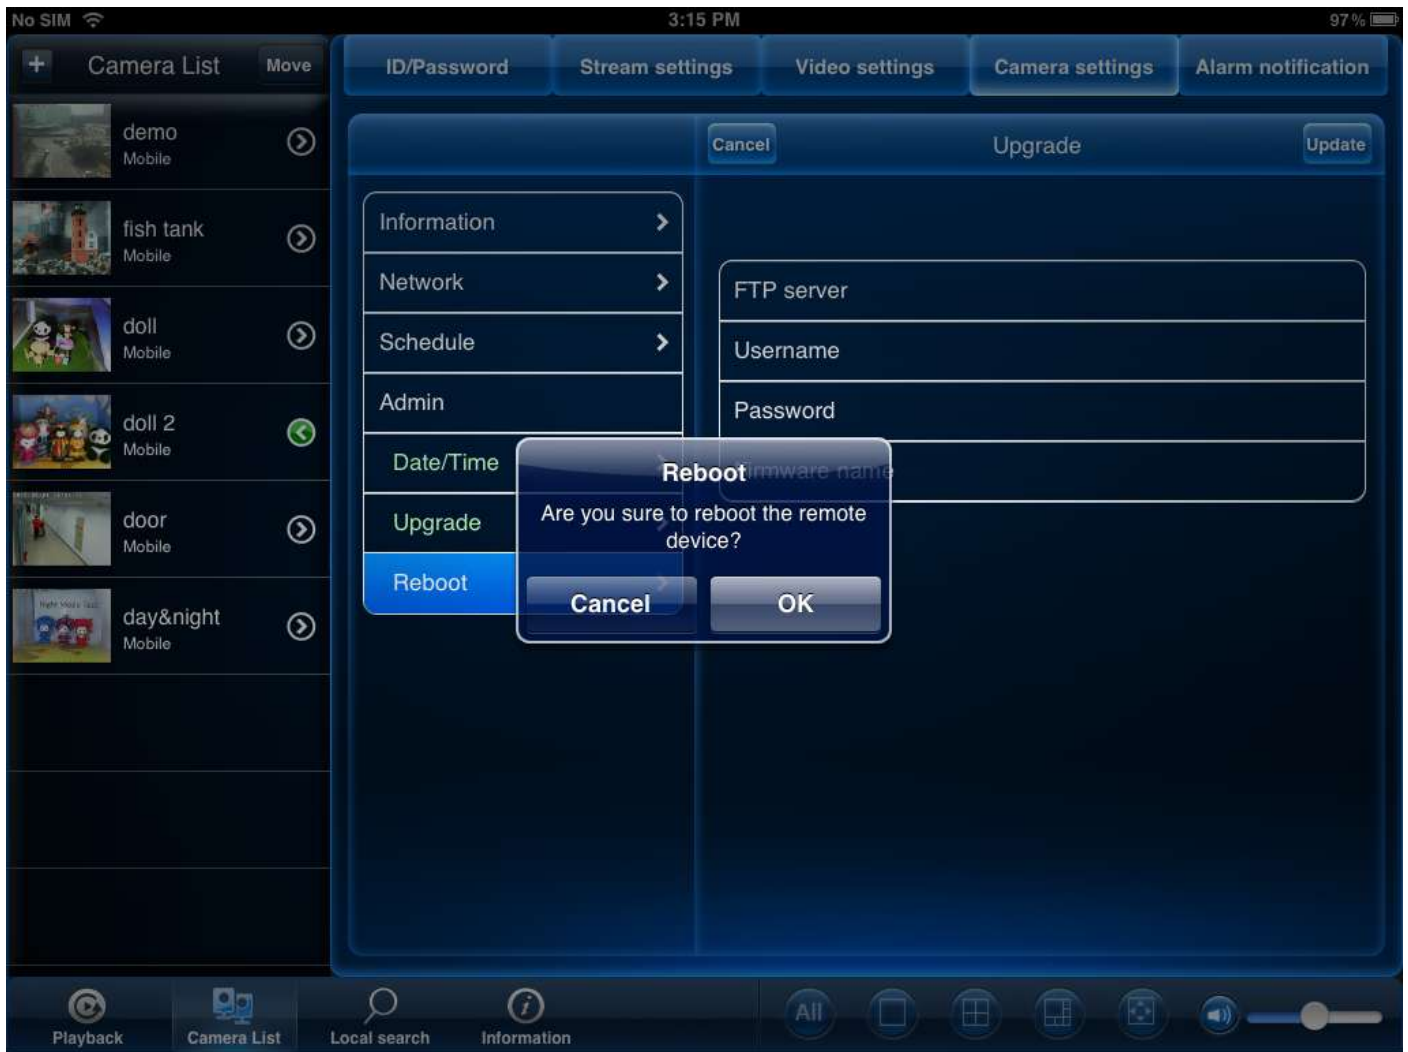 No SIM
3:15 PM
97%
+
Camera List
Move
ID/Password
Stream settings
Video settings
Camera settings
Alarm notification
demo
Mobile
fish tank
Mobile
doll
Mobile
doll 2
Mobile
door
Mobile
day&night
Mobile
Cancel
Upgrade
Update
Information
Network
Schedule
Admin
Date/Time
Upgrade
Reboot
FTP server
Username
Password
Firmware name
Reboot
Are you sure to reboot the remote
device?
Cancel
OK
Playback
Camera List
Local search
Information
All